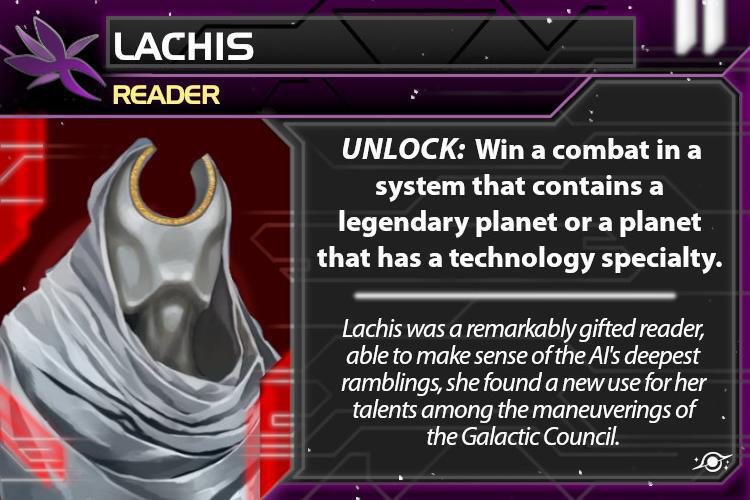 LACHIS
READER
UNLOCK: Win a combat in a
system that contains a
legendary planet or a planet
that has a technology specialty.
Lachis was a remarkably gifted reader,
able to make sense of the AI's deepest
ramblings, she found a new use for her
talents among the maneuverings of
the Galactic Council.